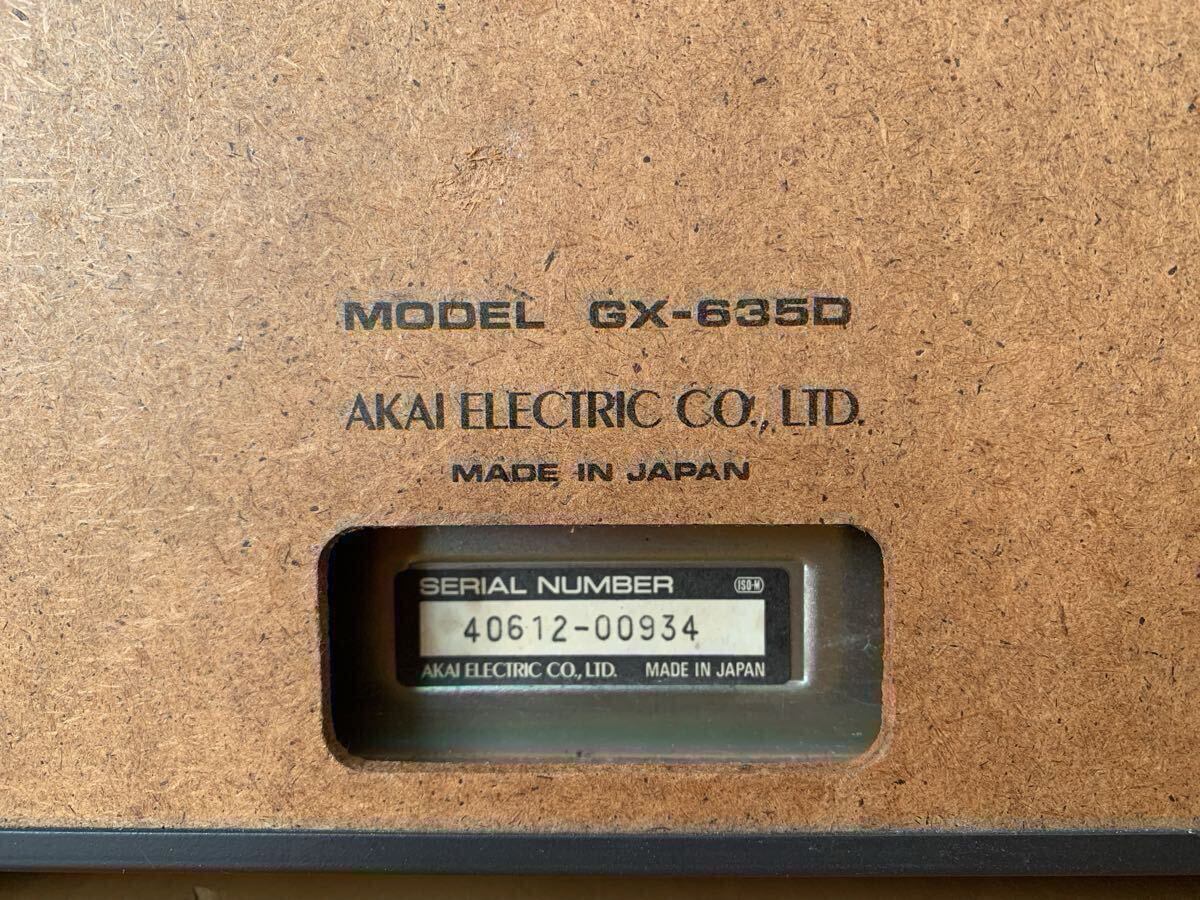 MODEL GX-635D
AKAI ELECTRIC CO., LTD.
MADE IN JAPAN
SERIAL NUMBER ISO-M
40612-00934
AKAI ELECTRIC CO., LTD. MADE IN JAPAN